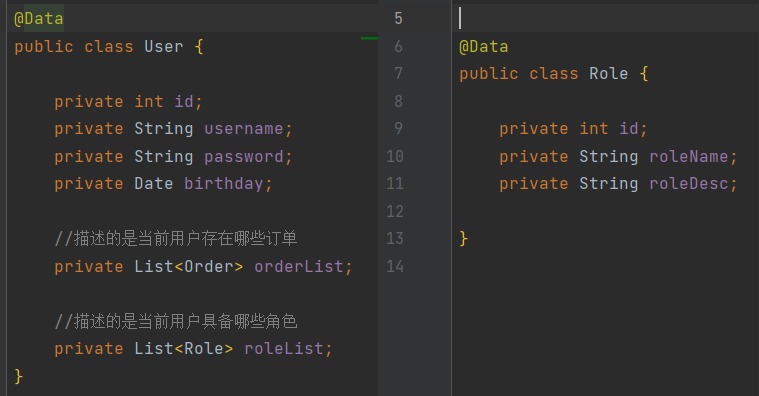 @Data
public class User {
private int id;
private String username;
private String password;
private Date birthday;
//描述的是当前用户存在哪些订单
private List<Order> orderList;
//描述的是当前用户具备哪些角色
private List<Role> roleList;
}
5
6 @Data
7 public class Role {
8
9 private int id;
10 private String roleName;
11 private String roleDesc;
12
13 }
14